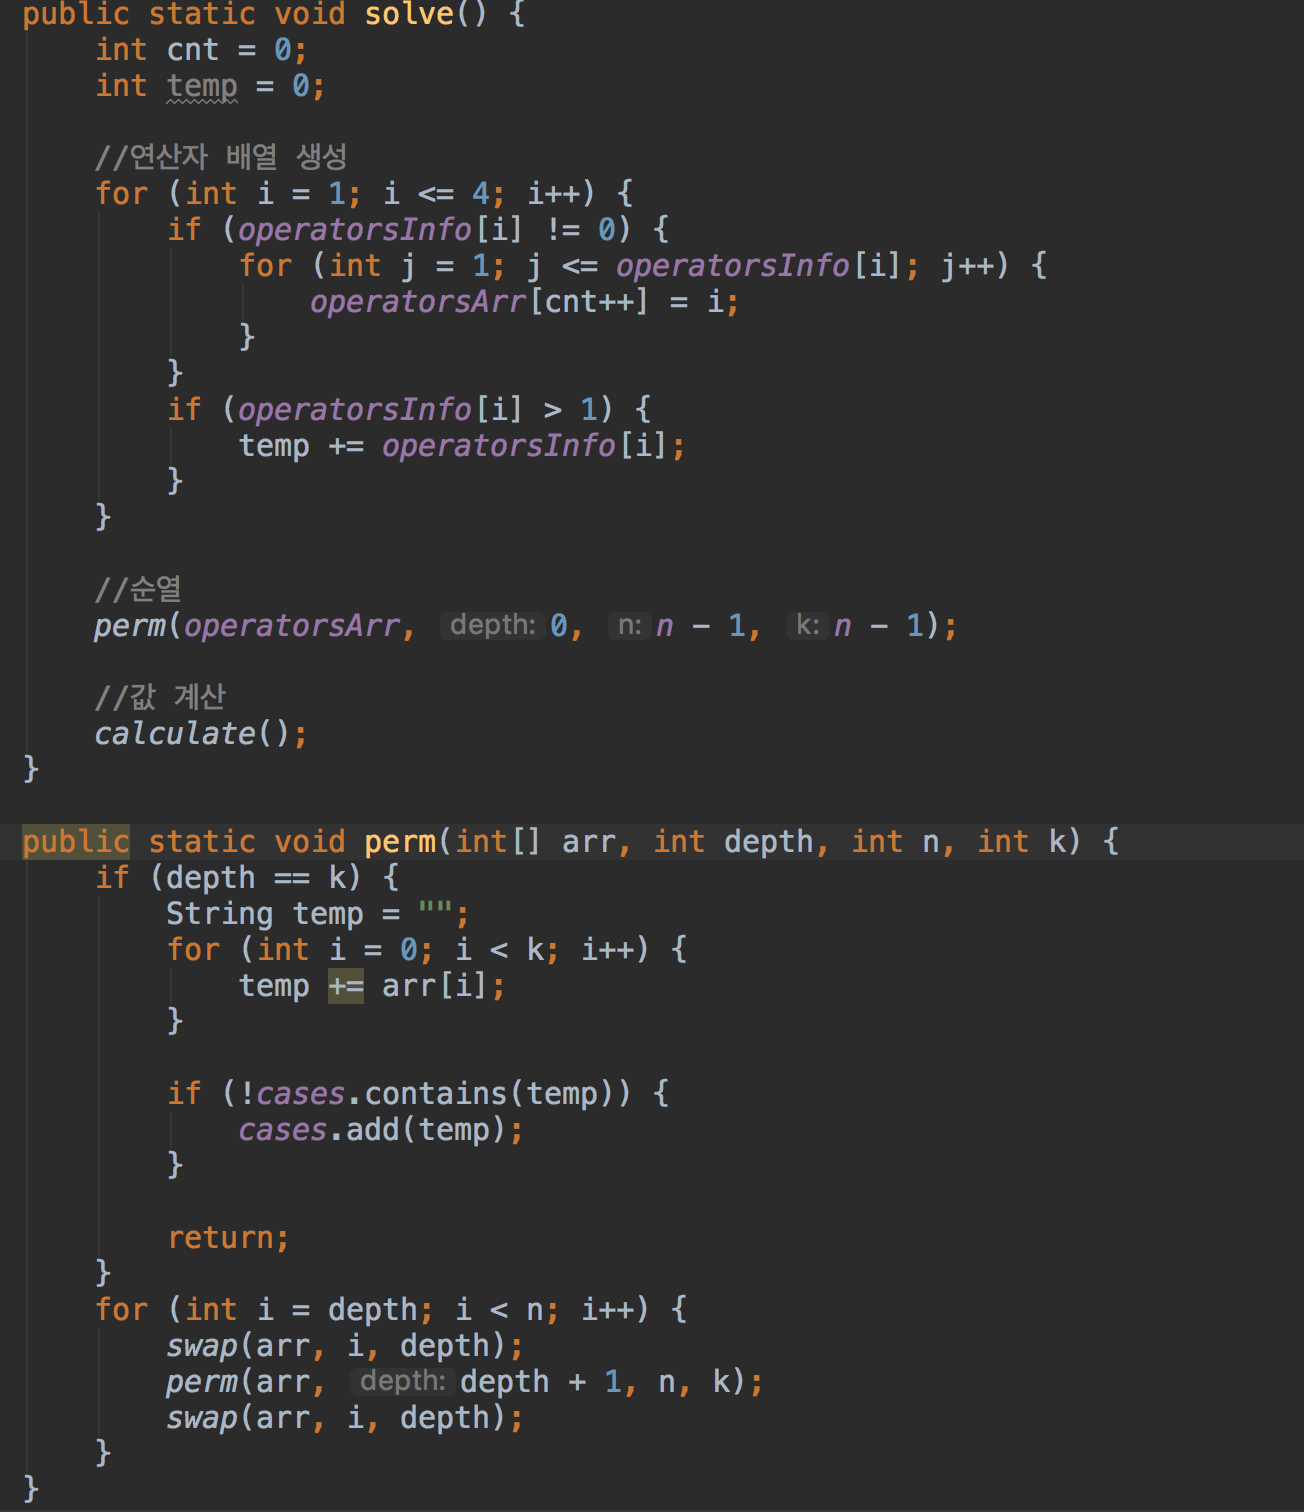 public static void solve() {
    int cnt = 0;
    int temp = 0;

    //연산자 배열 생성
    for (int i = 1; i <= 4; i++) {
        if (operatorsInfo[i] != 0) {
            for (int j = 1; j <= operatorsInfo[i]; j++) {
                operatorsArr[cnt++] = i;
            }
        }
        if (operatorsInfo[i] > 1) {
            temp += operatorsInfo[i];
        }
    }

    //순열
    perm(operatorsArr, depth: 0, n: n - 1, k: n - 1);

    //값 계산
    calculate();
}

public static void perm(int[] arr, int depth, int n, int k) {
    if (depth == k) {
        String temp = "";
        for (int i = 0; i < k; i++) {
            temp += arr[i];
        }

        if (!cases.contains(temp)) {
            cases.add(temp);
        }

        return;
    }
    for (int i = depth; i < n; i++) {
        swap(arr, i, depth);
        perm(arr, depth: depth + 1, n, k);
        swap(arr, i, depth);
    }
}